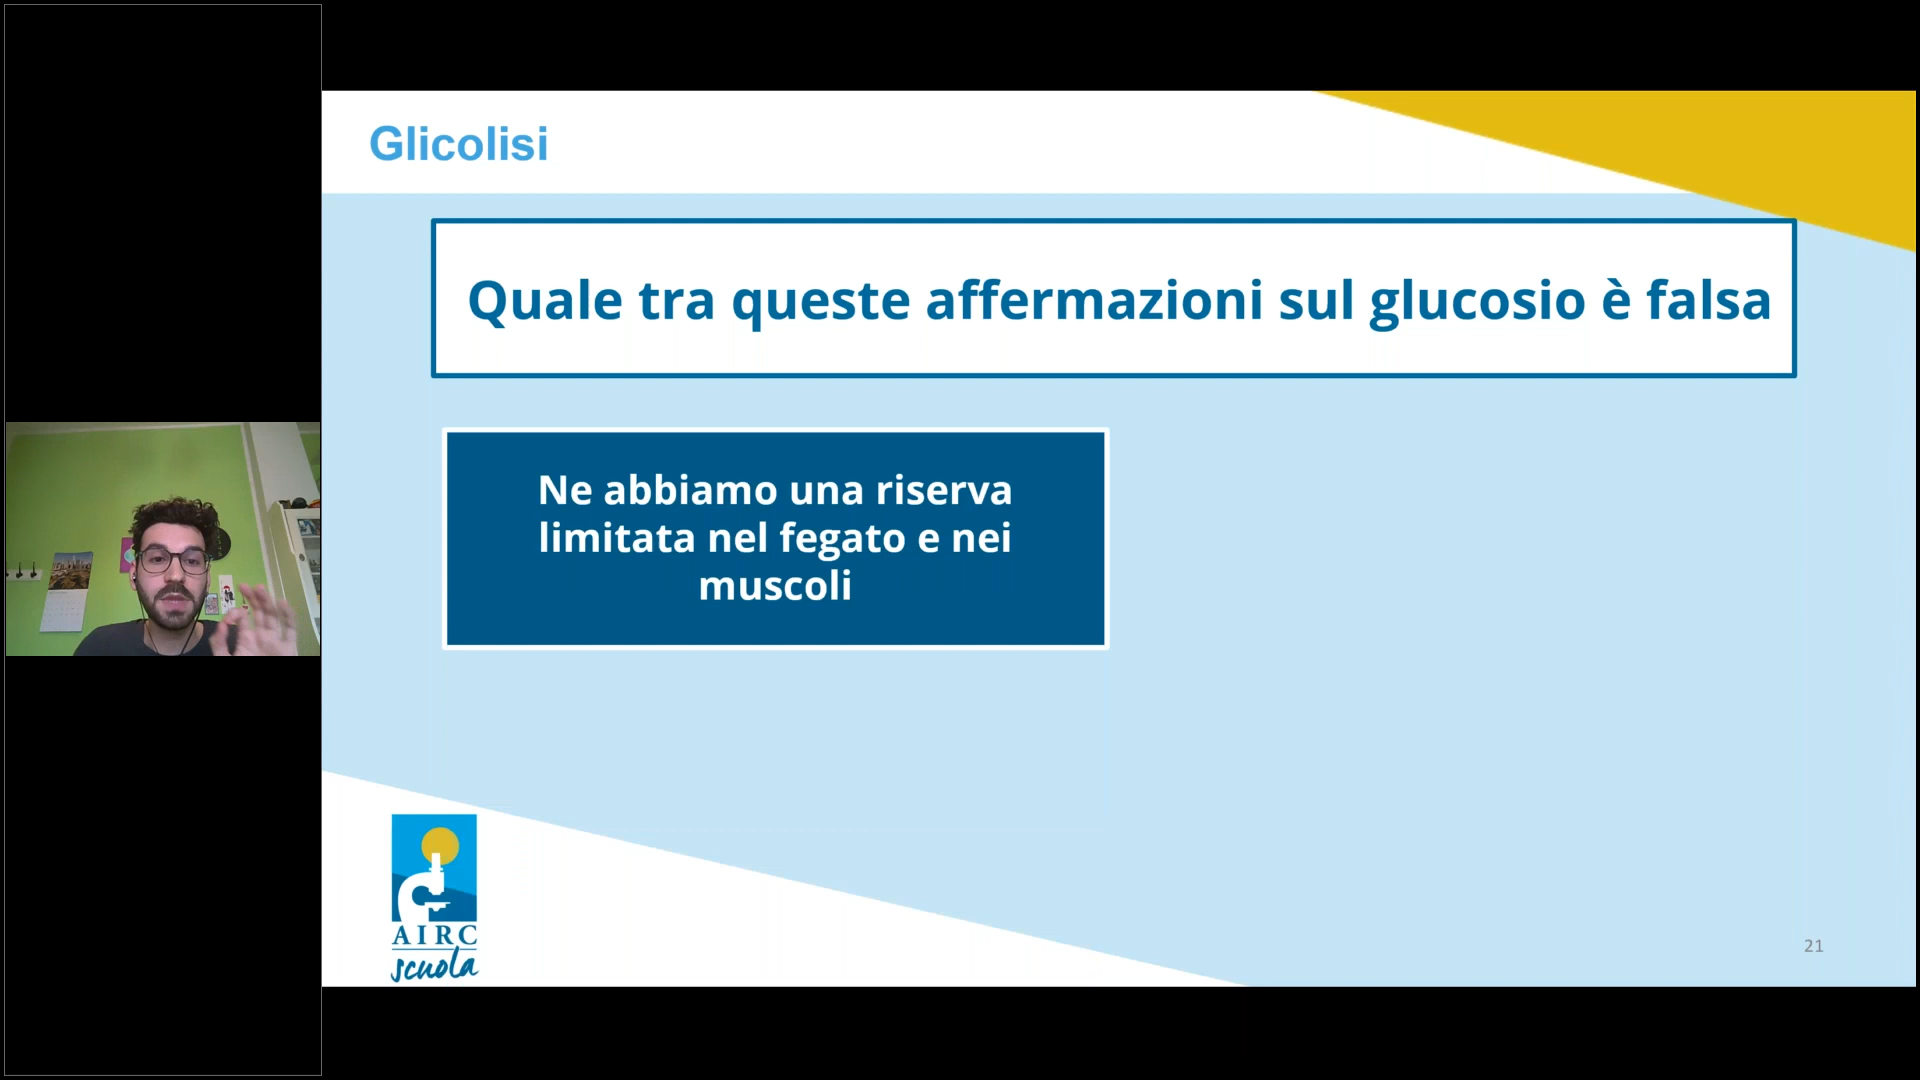 Glicolisi
Quale tra queste affermazioni sul glucosio è falsa
Ne abbiamo una riserva
limitata nel fegato e nei
muscoli
AIRC
scuola
21